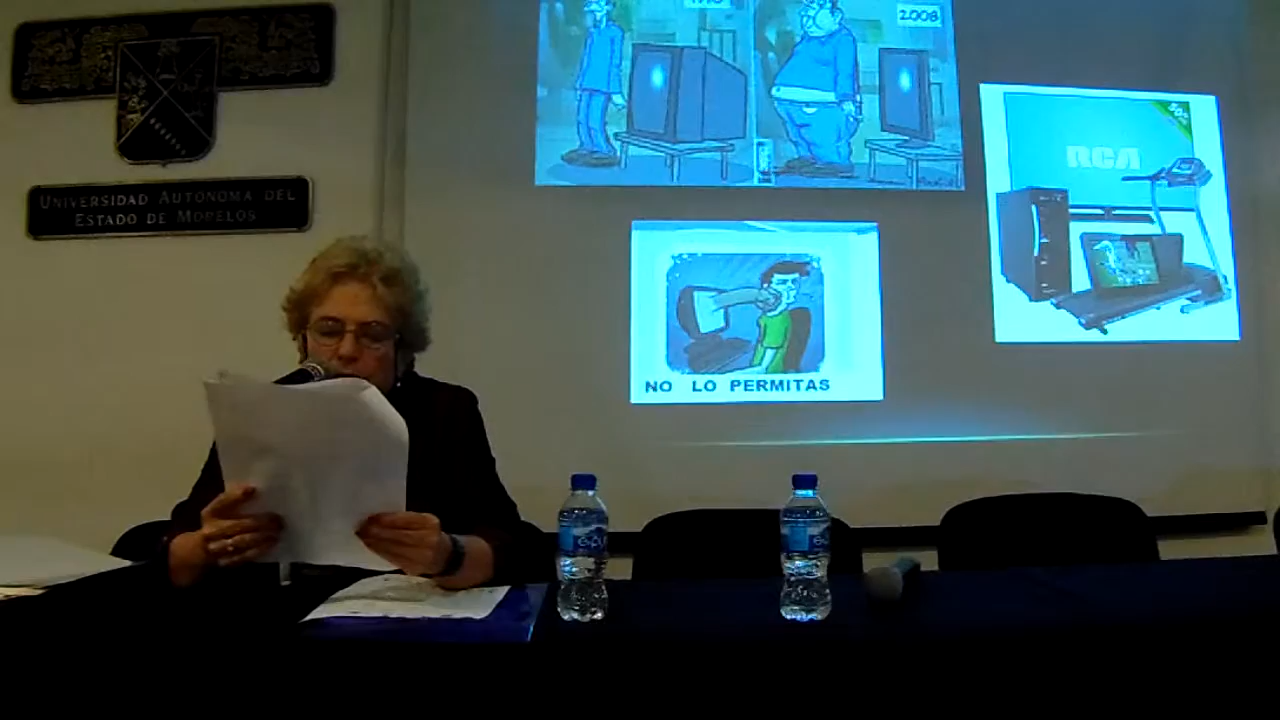 UNIVERSIDAD AUTONOMA DEL
ESTADO DE MORELOS
2008
RCA
NO LO PERMITAS